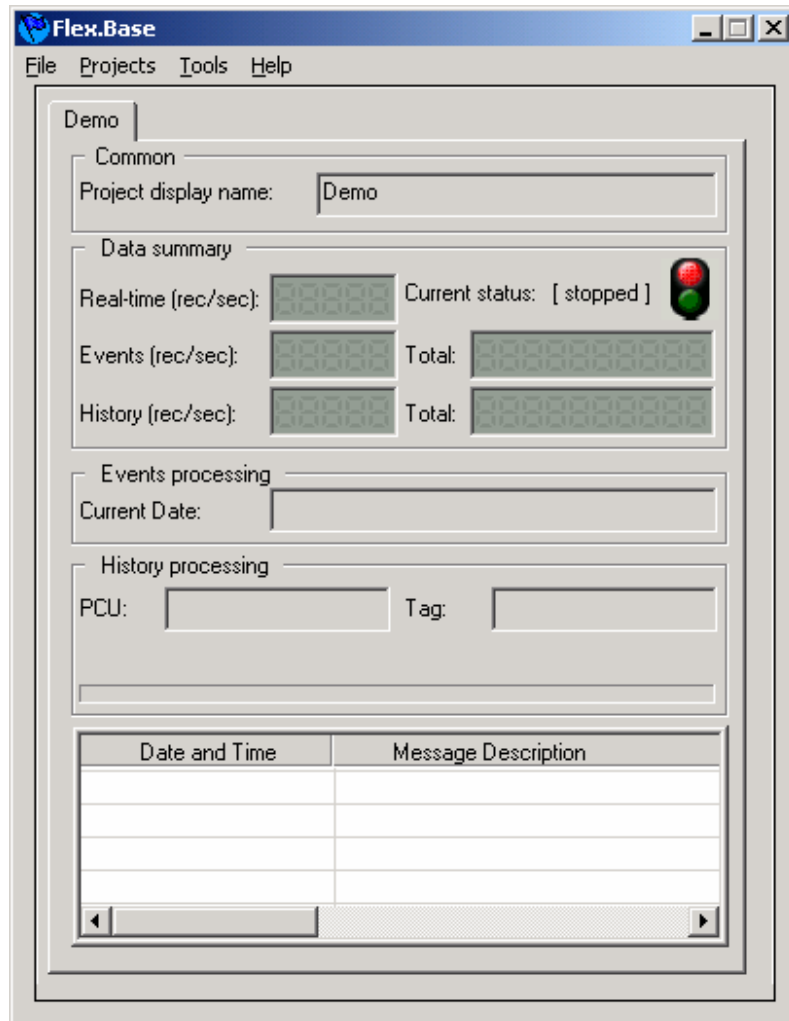 Flex.Base
File Projects Tools Help
Demo
Common
Project display name: Demo
Data summary
Real-time (rec/sec): Current status: [ stopped ]
Events (rec/sec): Total:
History (rec/sec): Total:
Events processing
Current Date:
History processing
PCU: Tag:
Date and Time Message Description